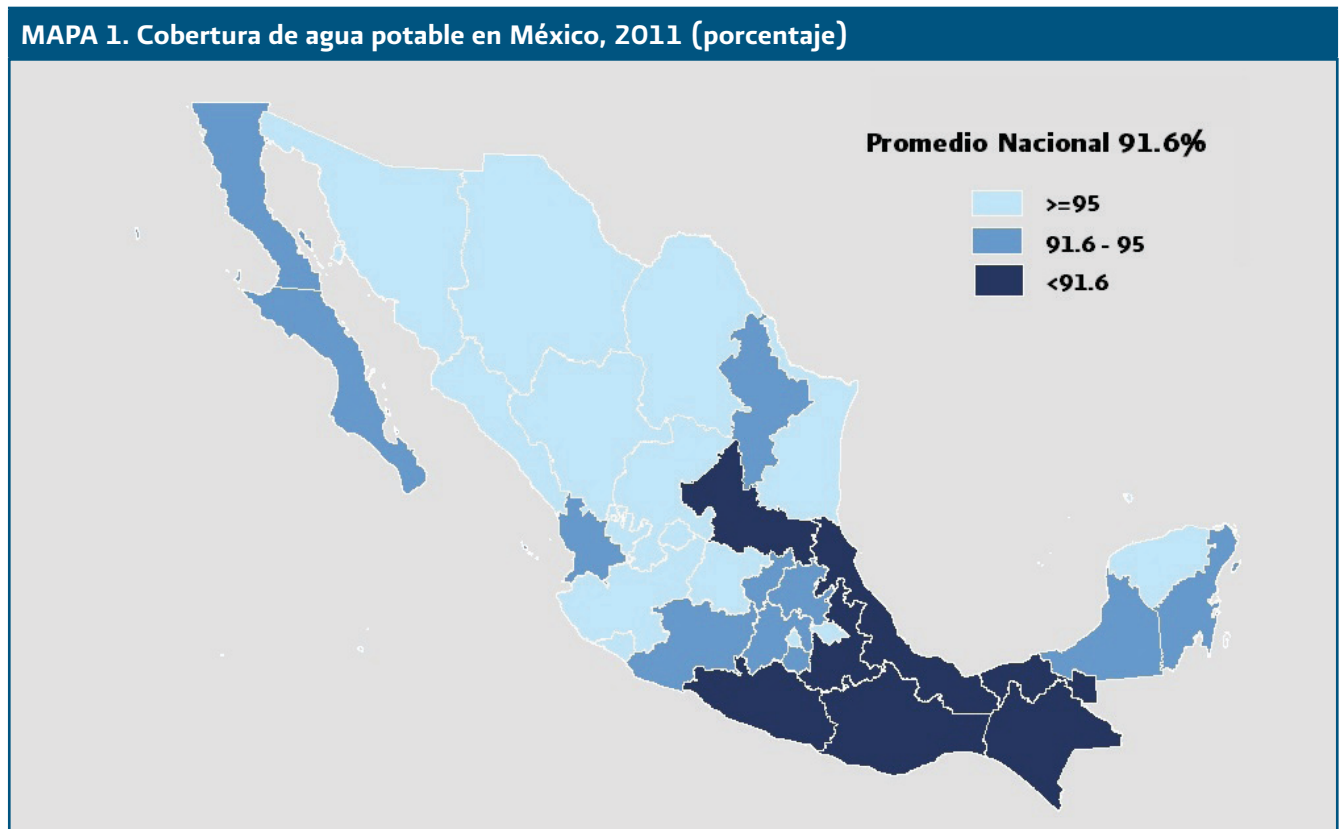 MAPA 1. Cobertura de agua potable en México, 2011 (porcentaje)
Promedio Nacional 91.6%
>=95
91.6 - 95
<91.6